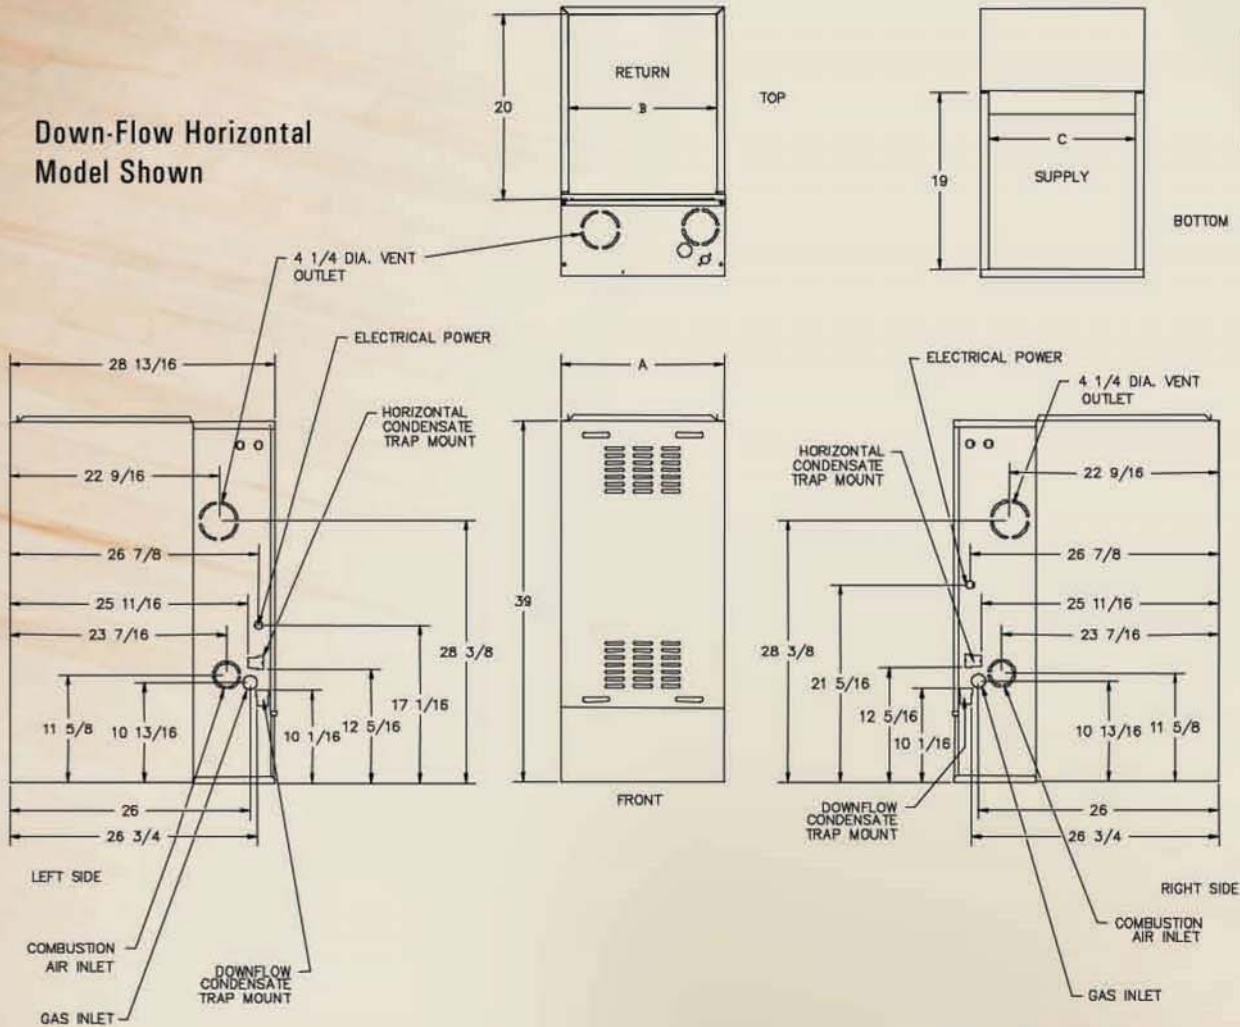 RETURN
20
B
TOP
C
19
SUPPLY
BOTTOM
Down-Flow Horizontal
Model Shown
4 1/4 DIA. VENT
OUTLET
ELECTRICAL POWER
28 13/16
HORIZONTAL
CONDENSATE
TRAP MOUNT
22 9/16
26 7/8
25 11/16
23 7/16
28 3/8
17 1/16
12 5/16
10 1/16
11 5/8
10 13/16
26
26 3/4
LEFT SIDE
COMBUSTION
AIR INLET
GAS INLET
DOWNFLOW
CONDENSATE
TRAP MOUNT
A
39
FRONT
ELECTRICAL POWER
4 1/4 DIA. VENT
OUTLET
HORIZONTAL
CONDENSATE
TRAP MOUNT
22 9/16
26 7/8
25 11/16
23 7/16
28 3/8
21 5/16
12 5/16
10 1/16
10 13/16
11 5/8
DOWNFLOW
CONDENSATE
TRAP MOUNT
26
26 3/4
RIGHT SIDE
COMBUSTION
AIR INLET
GAS INLET